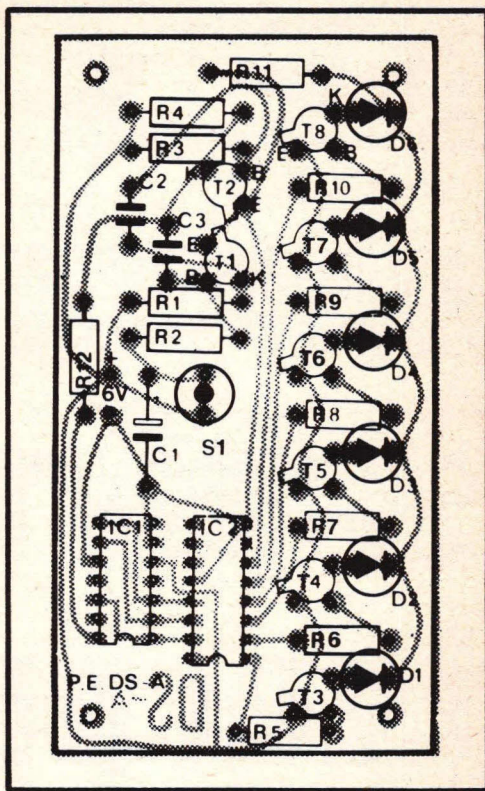 R11
R4
K
T8
D6
R3
E
B
C2
K
B
R10
T2
C3
E
T7
D5
E
T1
B
K
R1
R9
R2
T6
D4
R12
+
6V
R8
S1
C1
T5
D3
R7
IC1
IC2
T4
D2
R6
D1
P.E. DS-A
A-
DS
T3
R5